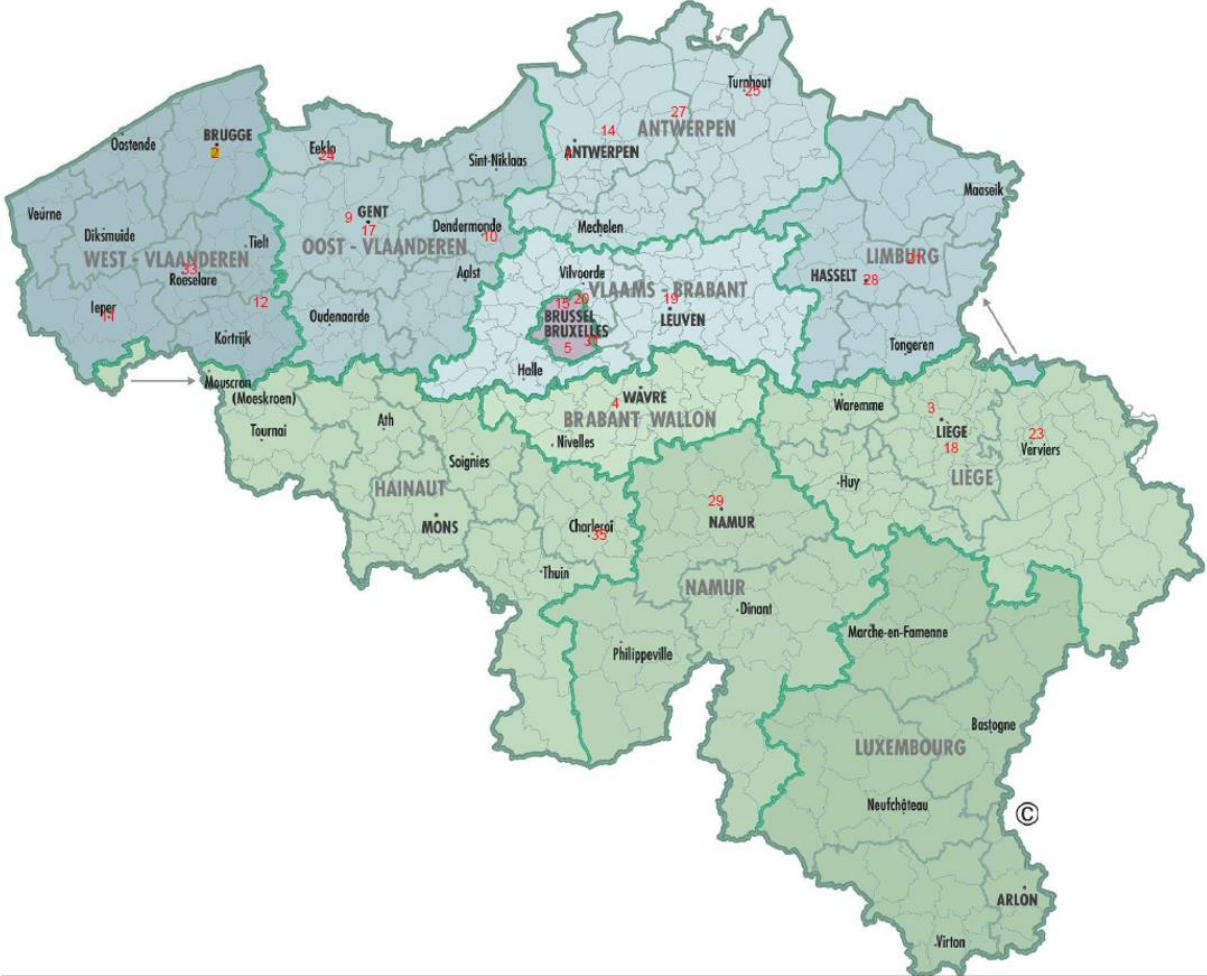 Turnhout
25
27
14
ANTWERPEN
BRUGGE
2
Oostende
Eeklo
24
ANTWERPEN
Sint-Niklaas
Maaseik
Veurne
9
GENT
17
Dendermonde
10
Mechelen
Diksmuide
Tielt
OOST - VLAANDEREN
WEST - VLAANDEREN
33
Roeselare
LIMBURG
HASSELT
28
Aalst
Vilvoorde
VLAAMS - BRABANT
12
15
20
19
Ieper
11
Oudenaarde
BRUSSEL
LEUVEN
BRUXELLES
5
Kortrijk
Tongeren
Halle
Mouscron
(Moeskroen)
4
WAVRE
BRABANT WALLON
Waremme
3
LIEGE
18
23
Verviers
Ath
Tournai
Nivelles
Soignies
HAINAUT
Huy
LIEGE
29
NAMUR
MONS
Charleroi
35
Thuin
NAMUR
Dinant
Marche-en-Famenne
Philippeville
Bastogne
LUXEMBOURG
Neufchâteau
©
ARLON
Virton